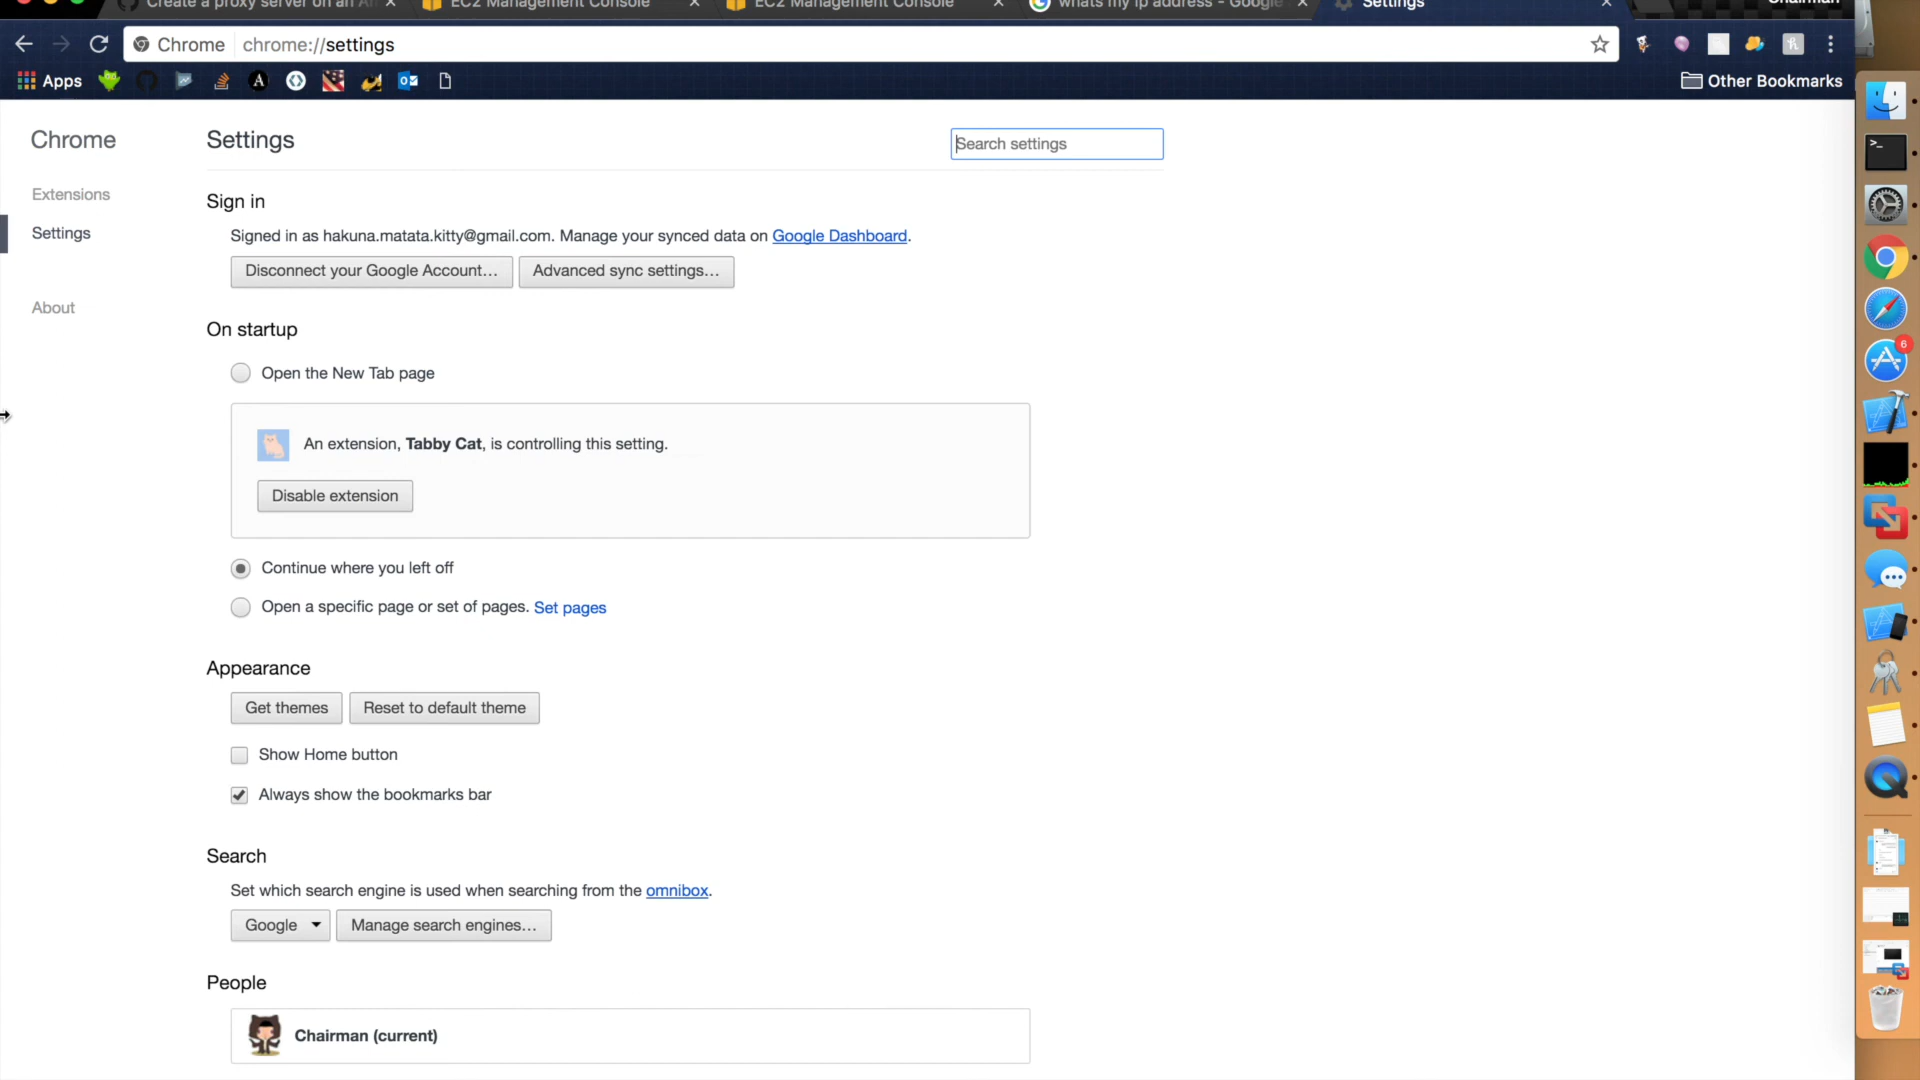 Create a proxy server on an Am
EC2 Management Console
EC2 Management Console
whats my ip address - Google
Settings
Chairman
Chrome
chrome://settings
Apps
Other Bookmarks
Chrome
Settings
Search settings
Extensions
Settings
About
Sign in
Signed in as hakuna.matata.kitty@gmail.com. Manage your synced data on Google Dashboard.
Disconnect your Google Account...
Advanced sync settings...
On startup
Open the New Tab page
An extension, Tabby Cat, is controlling this setting.
Disable extension
Continue where you left off
Open a specific page or set of pages. Set pages
Appearance
Get themes
Reset to default theme
Show Home button
Always show the bookmarks bar
Search
Set which search engine is used when searching from the omnibox.
Google
Manage search engines...
People
Chairman (current)
6